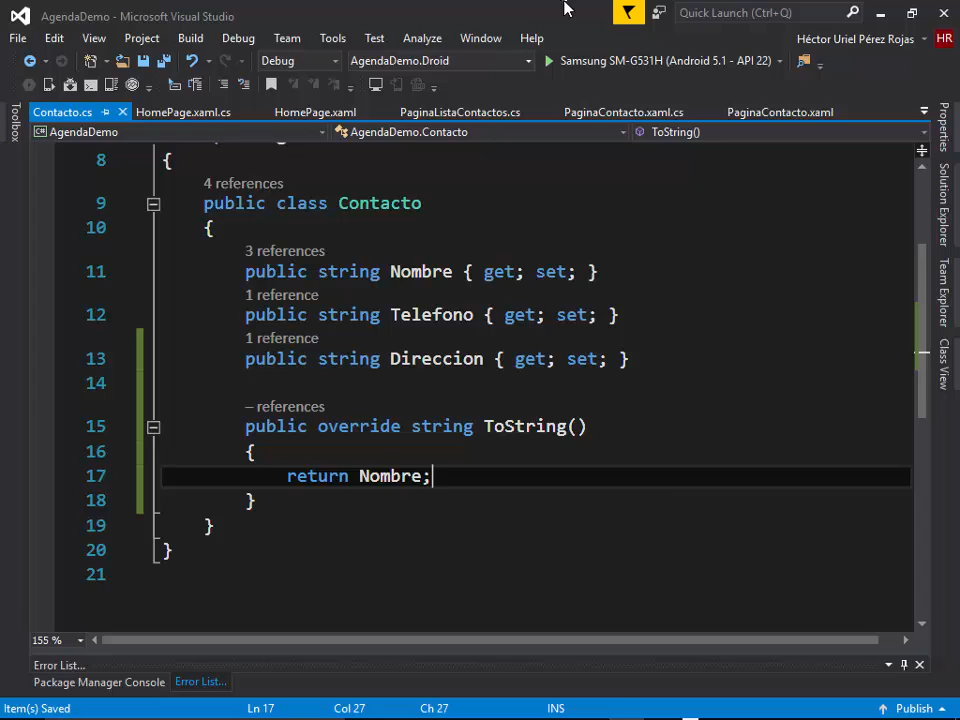 AgendaDemo - Microsoft Visual Studio
Quick Launch (Ctrl+Q)
File Edit View Project Build Debug Team Tools Test Analyze Window Help
Héctor Uriel Pérez Rojas HR
Debug AgendaDemo.Droid Samsung SM-G531H (Android 5.1 - API 22)
Contacto.cs HomePage.xaml.cs HomePage.xaml PaginaListaContactos.cs PaginaContacto.xaml.cs PaginaContacto.xaml
AgendaDemo AgendaDemo.Contacto ToString()
Toolbox
Properties
Solution Explorer
Team Explorer
Class View
8 {
4 references
9 public class Contacto
10 {
3 references
11 public string Nombre { get; set; }
1 reference
12 public string Telefono { get; set; }
1 reference
13 public string Direccion { get; set; }
14
– references
15 public override string ToString()
16 {
17 return Nombre;
18 }
19 }
20 }
21
155 %
Error List...
Package Manager Console Error List...
Item(s) Saved Ln 17 Col 27 Ch 27 INS Publish